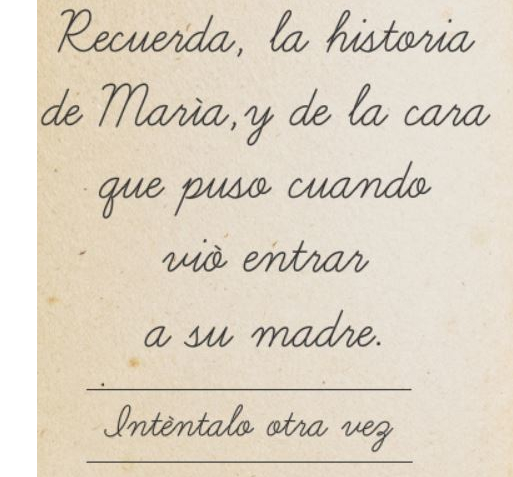 Recuerda, la historia
de Marìa, y de la cara
que puso cuando
viò entrar
a su madre.
Intèntalo otra vez